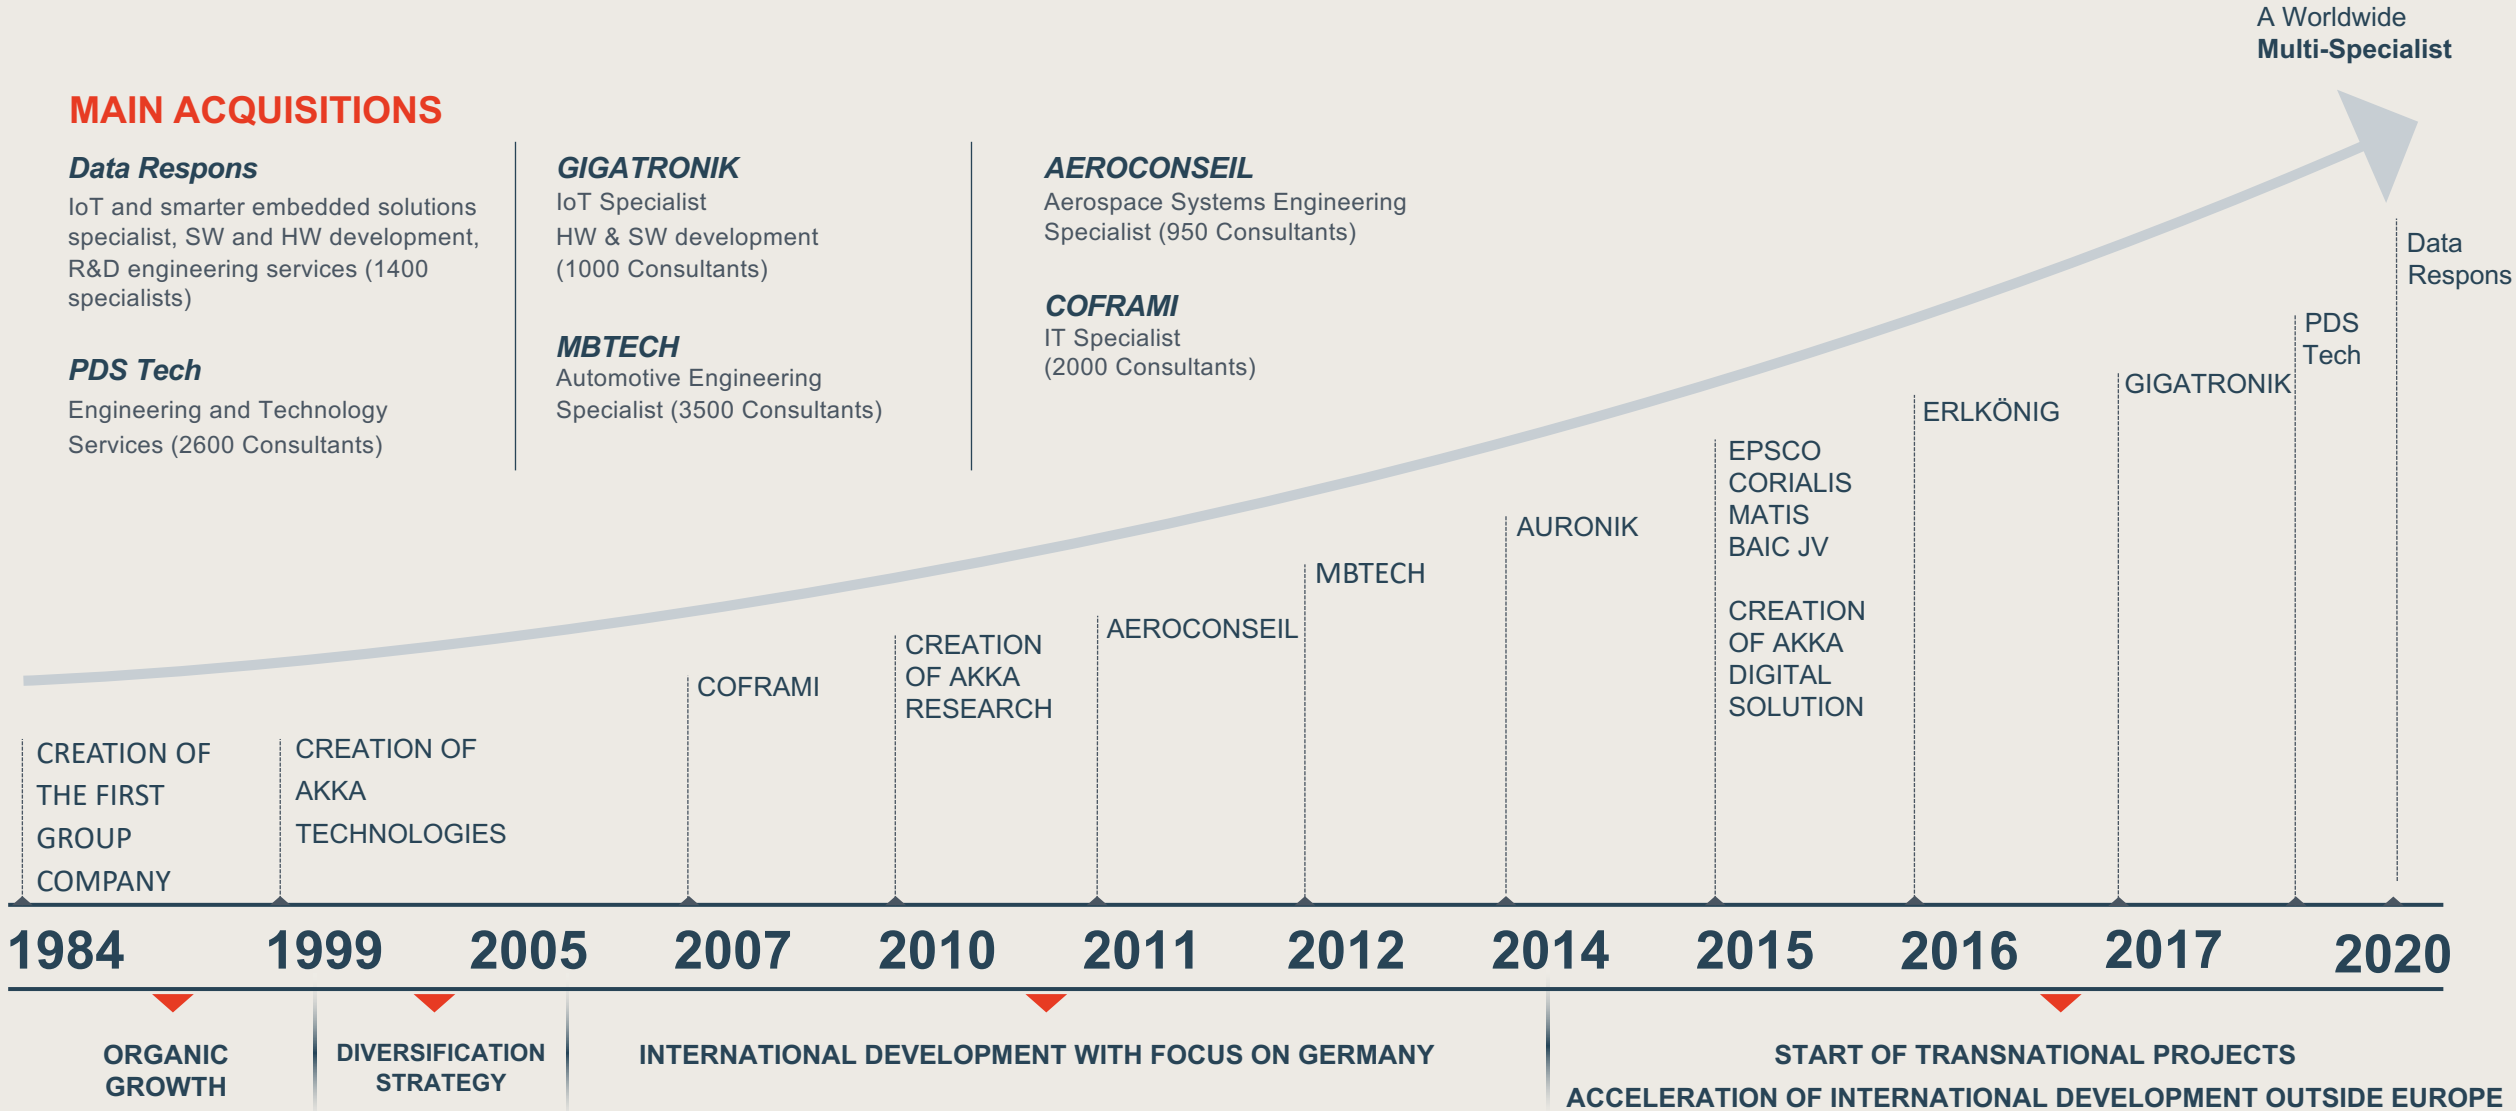 A Worldwide
Multi-Specialist
MAIN ACQUISITIONS
Data Respons
IoT and smarter embedded solutions
specialist, SW and HW development,
R&D engineering services (1400
specialists)
PDS Tech
Engineering and Technology
Services (2600 Consultants)
GIGATRONIK
IoT Specialist
HW & SW development
(1000 Consultants)
MBTECH
Automotive Engineering
Specialist (3500 Consultants)
AEROCONSEIL
Aerospace Systems Engineering
Specialist (950 Consultants)
COFRAMI
IT Specialist
(2000 Consultants)
CREATION OF
THE FIRST
GROUP
COMPANY
CREATION OF
AKKA
TECHNOLOGIES
COFRAMI
CREATION
OF AKKA
RESEARCH
AEROCONSEIL
MBTECH
AURONIK
EPSCO
CORIALIS
MATIS
BAIC JV
CREATION
OF AKKA
DIGITAL
SOLUTION
ERLKÖNIG
GIGATRONIK
PDS
Tech
Data
Respons
1984 1999 2005 2007 2010 2011 2012 2014 2015 2016 2017 2020
ORGANIC
GROWTH
DIVERSIFICATION
STRATEGY
INTERNATIONAL DEVELOPMENT WITH FOCUS ON GERMANY
START OF TRANSNATIONAL PROJECTS
ACCELERATION OF INTERNATIONAL DEVELOPMENT OUTSIDE EUROPE